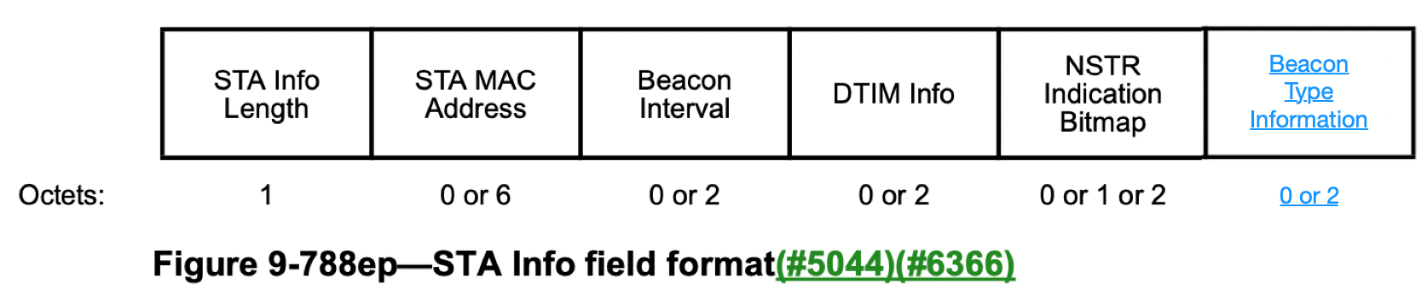 STA Info Length
STA MAC Address
Beacon Interval
DTIM Info
NSTR Indication Bitmap
Beacon Type Information
Octets: 1 0 or 6 0 or 2 0 or 2 0 or 1 or 2 0 or 2
Figure 9-788ep—STA Info field format(#5044)(#6366)